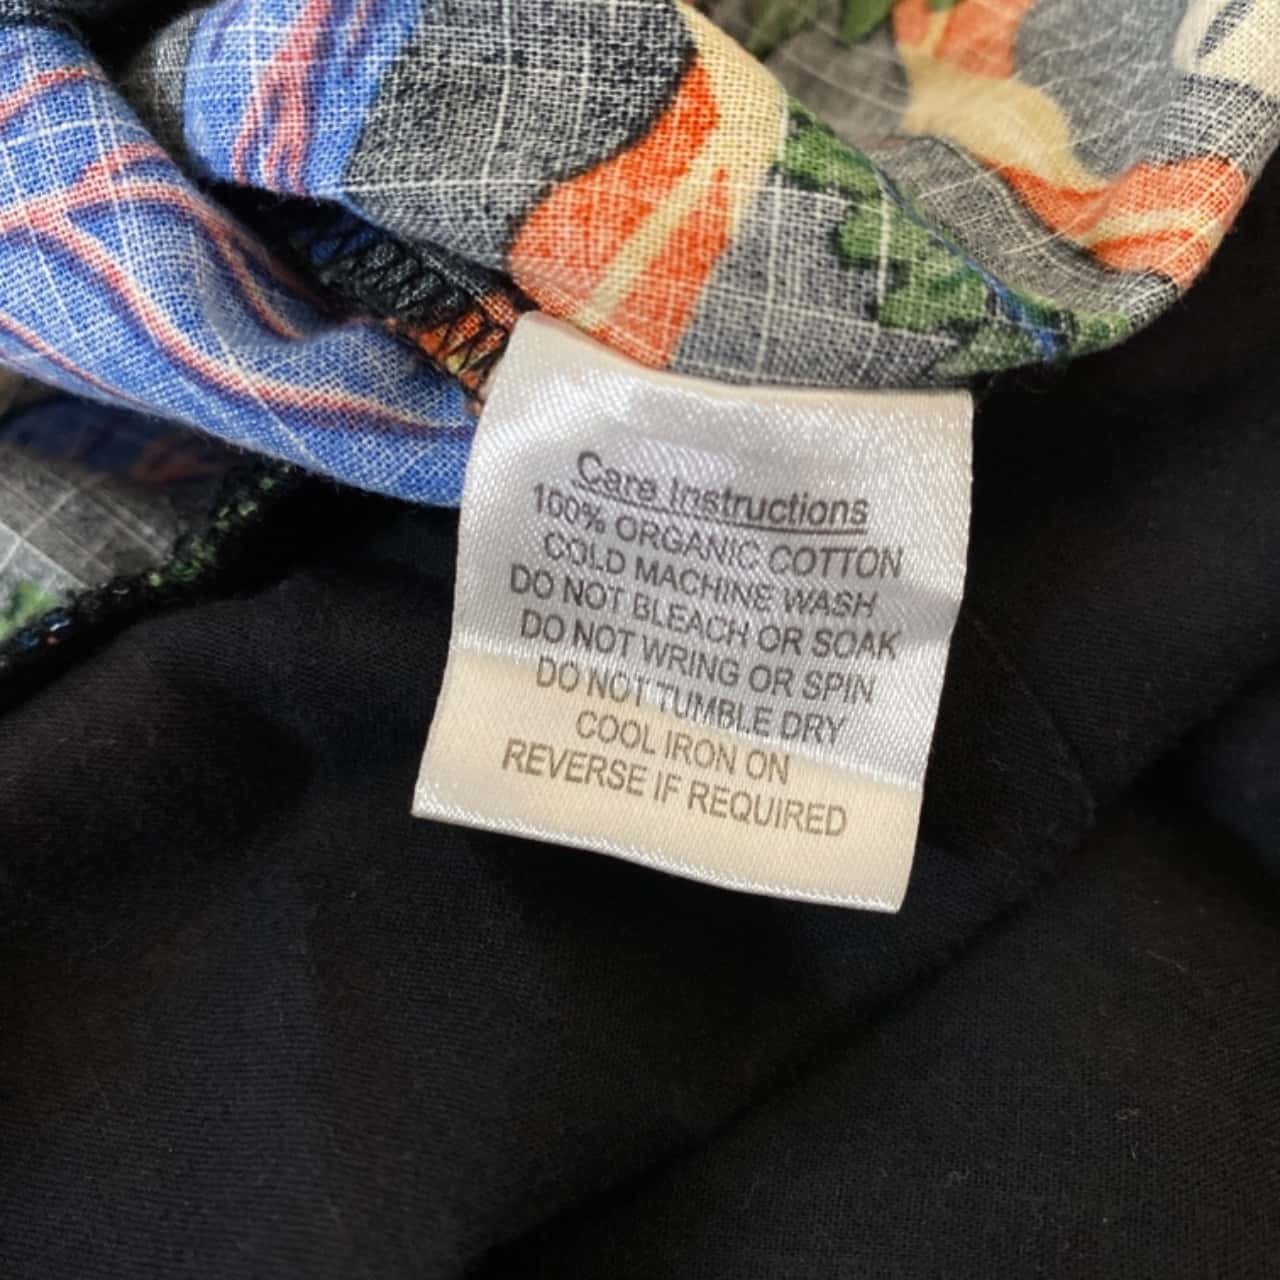 Care Instructions
100% ORGANIC COTTON
COLD MACHINE WASH
DO NOT BLEACH OR SOAK
DO NOT WRING OR SPIN
DO NOT TUMBLE DRY
COOL IRON ON
REVERSE IF REQUIRED